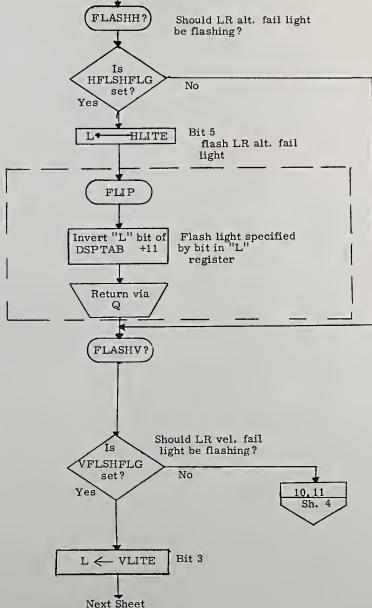 FLASHH?
Should LR alt. fail light
be flashing?
Is
HFLSHFLG
set?
Yes
No
L ← HLITE
Bit 5
flash LR alt. fail
light
FLIP
Invert "L" bit of
DSPTAB +11
Flash light specified
by bit in "L"
register
Return via
Q
FLASHV?
Should LR vel. fail
light be flashing?
Is
VFLSHFLG
set?
Yes
No
10, 11
Sh. 4
L ← VLITE
Bit 3
Next Sheet